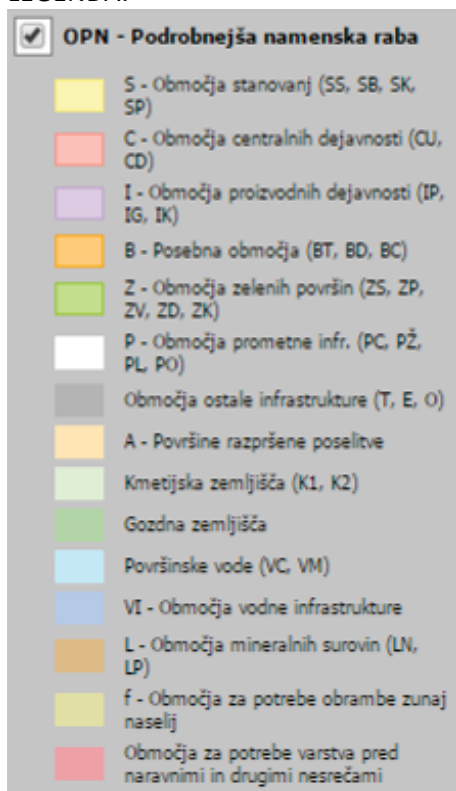 LEGENDA:
OPN - Podrobnejša namenska raba
S - Območja stanovanj (SS, SB, SK,
SP)
C - Območja centralnih dejavnosti (CU,
CD)
I - Območja proizvodnih dejavnosti (IP,
IG, IK)
B - Posebna območja (BT, BD, BC)
Z - Območja zelenih površin (ZS, ZP,
ZV, ZD, ZK)
P - Območja prometne infr. (PC, PŽ,
PL, PO)
Območja ostale infrastrukture (T, E, O)
A - Površine razpršene poselitve
Kmetijska zemljišča (K1, K2)
Gozdna zemljišča
Površinske vode (VC, VM)
VI - Območja vodne infrastrukture
L - Območja mineralnih surovin (LN,
LP)
f - Območja za potrebe obrambe zunaj
naselij
Območja za potrebe varstva pred
naravnimi in drugimi nesrečami